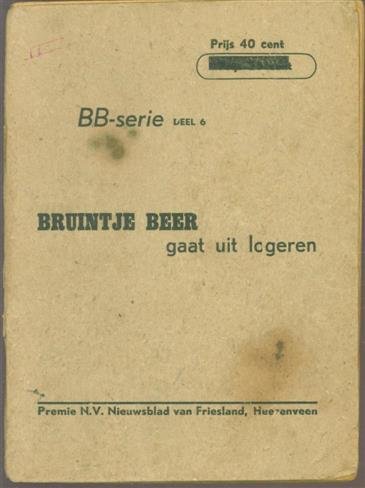 Prijs 40 cent
BB-serie DEEL 6
BRUINTJE BEER
gaat uit logeren
Premie N.V. Nieuwsblad van Friesland, Heerenveen